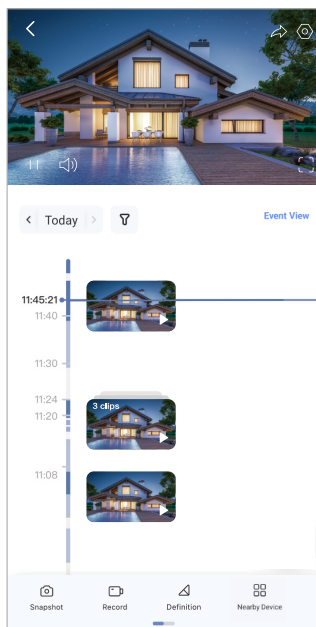 Today
Event View
11:45:21
11:40
11:30
11:24
3 clips
11:20
11:08
Snapshot
Record
Definition
Nearby Device